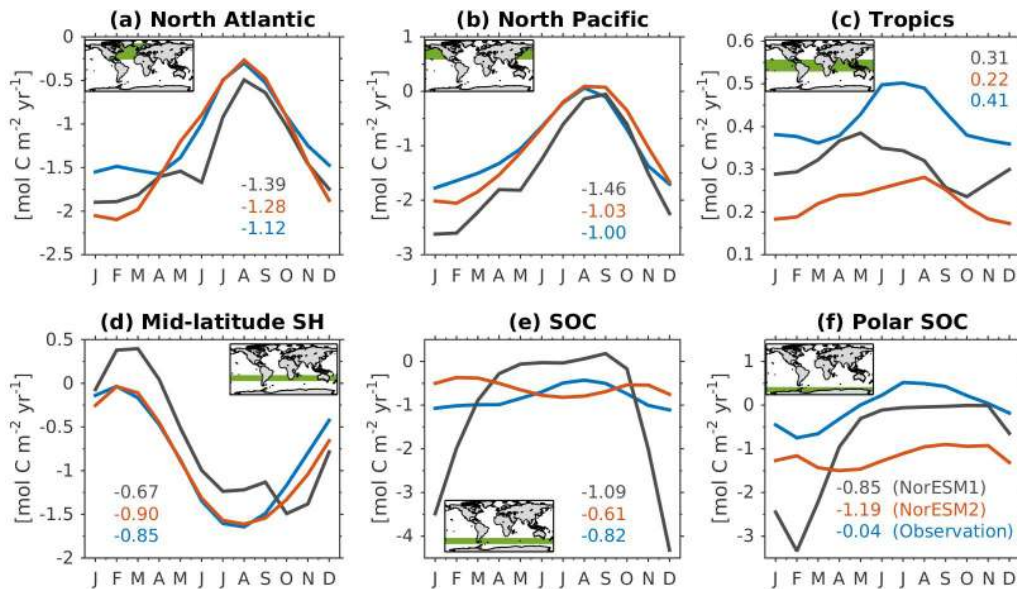 (a) North Atlantic
[mol C m-2 yr-1]
0
-0.5
-1
-1.5
-2
-2.5
-1.39
-1.28
-1.12
J F M A M J J A S O N D
(b) North Pacific
[mol C m-2 yr-1]
1
0
-1
-2
-3
-1.46
-1.03
-1.00
J F M A M J J A S O N D
(c) Tropics
[mol C m-2 yr-1]
0.6
0.5
0.4
0.3
0.2
0.1
0.31
0.22
0.41
J F M A M J J A S O N D
(d) Mid-latitude SH
[mol C m-2 yr-1]
0.5
0
-0.5
-1
-1.5
-2
-0.67
-0.90
-0.85
J F M A M J J A S O N D
(e) SOC
[mol C m-2 yr-1]
0
-1
-2
-3
-4
-1.09
-0.61
-0.82
J F M A M J J A S O N D
(f) Polar SOC
[mol C m-2 yr-1]
1
0
-1
-2
-3
-0.85 (NorESM1)
-1.19 (NorESM2)
-0.04 (Observation)
J F M A M J J A S O N D